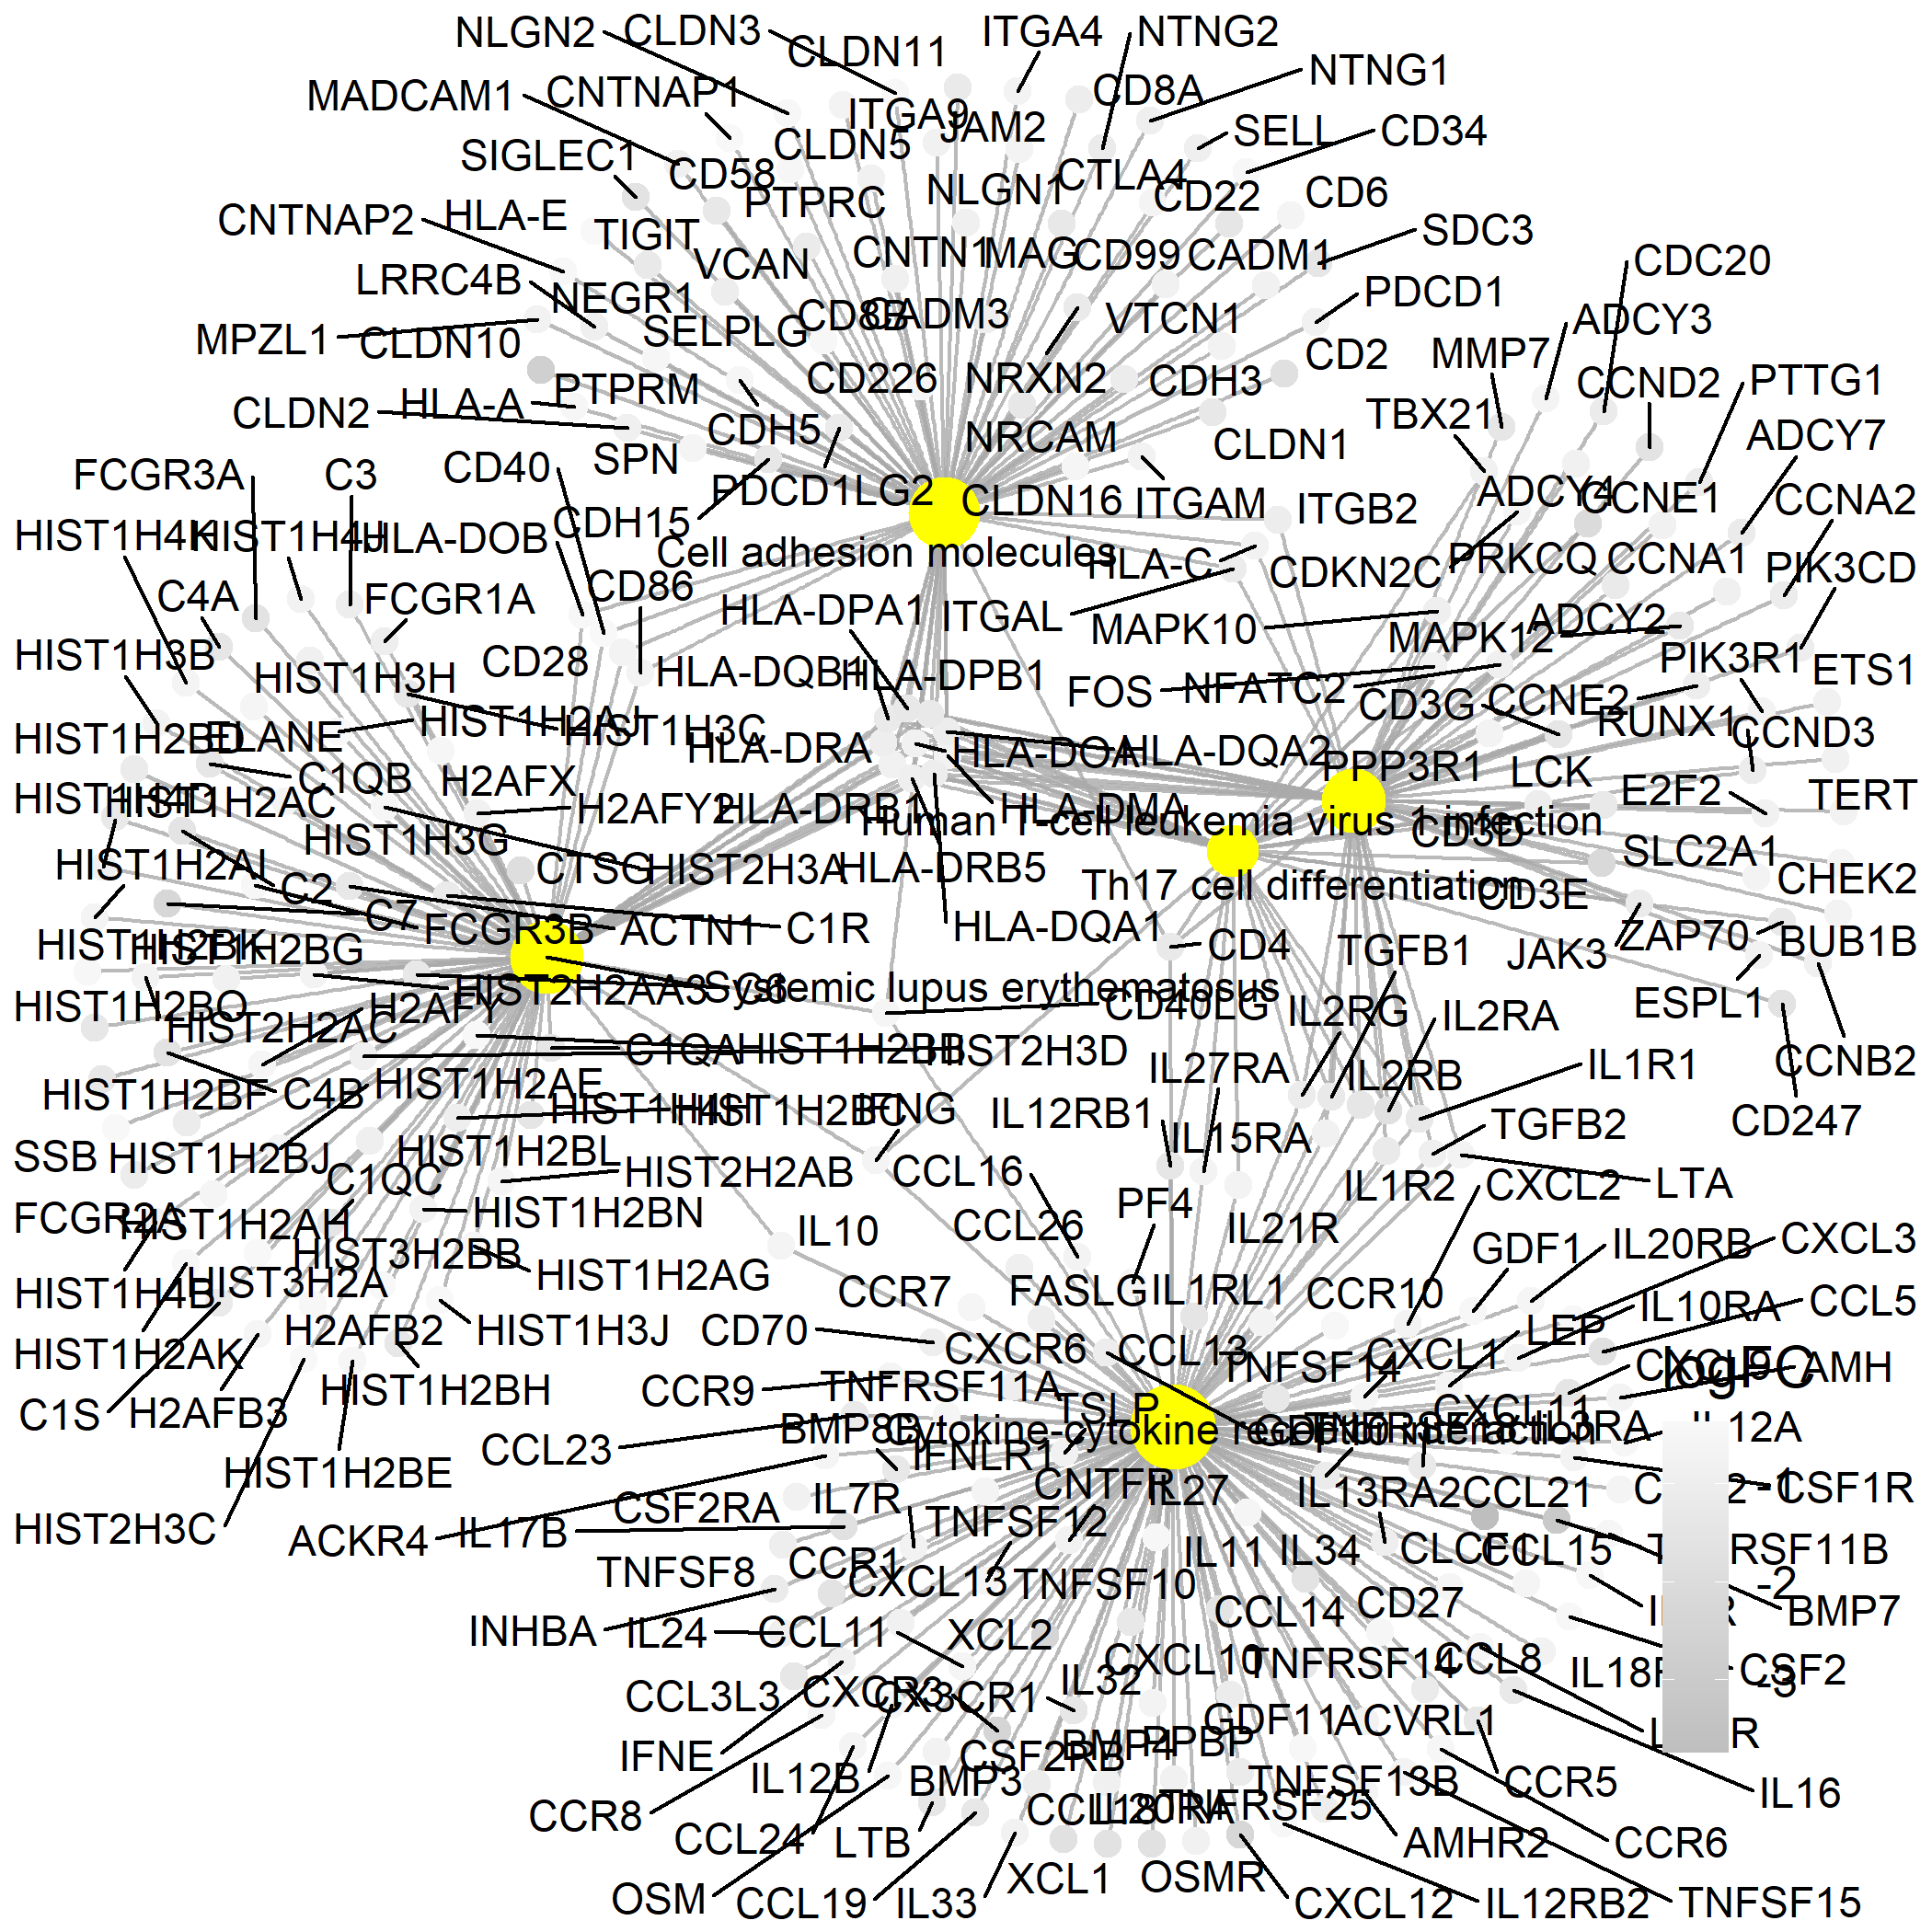 NLGN2
CLDN3
CLDN11
ITGA4
NTNG2
MADCAM1
CNTNAP1
ITGA9
CD8A
NTNG1
SIGLEC1
CD58
CLDN5
JAM2
CTLA4
SELL
CD34
CNTNAP2
HLA-E
TIGIT
PTPRC
NLGN1
CD22
CD6
LRRC4B
NEGR1
VCAN
CNTN1
MAG
CD99
CADM1
SDC3
CDC20
MPZL1
CLDN10
SELPLG
CD8B
CADM3
VTCN1
PDCD1
ADCY3
CLDN2
HLA-A
PTPRM
CD226
NRXN2
CDH3
CD2
MMP7
CCND2
PTTG1
FCGR3A
C3
CD40
SPN
CDH5
NRCAM
CLDN1
TBX21
ADCY7
HIST1H4K
HIST1H4J
HLA-DOB
CDH15
PDCD1LG2
CLDN16
ITGAM
ITGB2
ADCY4
CCNE1
CCNA2
Cell adhesion molecules
C4A
FCGR1A
CD86
HLA-DPA1
ITGAL
HLA-C
CDKN2C
PRKCQ
CCNA1
PIK3CD
HIST1H3B
HIST1H3H
CD28
HLA-DQB1
HLA-DPB1
MAPK10
MAPK12
ADCY2
PIK3R1
ETS1
HIST1H2BD
ELANE
HIST1H2AJ
HIST1H3C
HLA-DRA
HLA-DOA
HLA-DQA2
FOS
NFATC2
CD3G
CCNE2
RUNX1
CCND3
HIST1H4D
HIST1H2AC
C1QB
H2AFX
H2AFY2
HLA-DRB1
HLA-DMA
PPP3R1
LCK
E2F2
TERT
Human T-cell leukemia virus 1 infection
HIST1H2AI
HIST1H3G
CTSG
HIST2H3A
HLA-DRB5
CD3D
SLC2A1
CHEK2
Th17 cell differentiation
C2
C7
FCGR3B
ACTN1
C1R
HLA-DQA1
CD4
CD3E
ZAP70
BUB1B
HIST1H2BK
HIST1H2BG
TGFB1
JAK3
HIST1H2BO
HIST2H2AC
H2AFY
HIST2H2AA3
C6
Systemic lupus erythematosus
CD40LG
IL2RG
IL2RA
ESPL1
CCNB2
HIST1H2BF
C4B
HIST1H2AE
C1QA
HIST1H2BB
HIST2H3D
IL27RA
IL2RB
IL1R1
SSB
HIST1H2BJ
HIST1H2BL
HIST1H4H
HIST1H2BC
IFNG
IL12RB1
IL15RA
TGFB2
CD247
FCGR2A
HIST1H2AH
C1QC
HIST2H2AB
CCL16
PF4
IL1R2
CXCL2
LTA
HIST1H4B
HIST3H2A
HIST3H2BB
HIST1H2BN
HIST1H2AG
IL10
CCL26
IL21R
GDF1
IL20RB
CXCL3
HIST1H2AK
H2AFB2
HIST1H3J
CCR7
FASLG
IL1RL1
CCR10
IL10RA
CCL5
C1S
H2AFB3
HIST1H2BH
CD70
CXCR6
CCL13
TNFSF14
CXCL1
LEP
CXCL9
AMH
logFC
CCR9
TNFRSF11A
TSLP
CXCL11
HIST1H2BE
CCL23
BMP8B
IFNLR1
Cytokine-cytokine receptor interaction
GDF10
TNFRSF18
IL3RA
IL12A
HIST2H3C
ACKR4
IL17B
CSF2RA
IL7R
CNTFR
IL27
IL13RA2
CCL21
-1
CSF1R
TNFSF8
CCR1
TNFSF12
IL11
IL34
CLCF1
CCL15
TNFRSF11B
INHBA
IL24
CCL11
CXCL13
TNFSF10
CCL14
CD27
-2
BMP7
CCL3L3
CXCR3
CX3CR1
XCL2
IL32
CXCL10
TNFRSF14
CCL8
-3
CSF2
IFNE
IL12B
CSF2RB
BMP4
PPBP
GDF11
ACVRL1
CCR8
CCL24
BMP3
TNFSF13B
CCR5
IL16
OSM
LTB
CCL18
TNFRSF25
AMHR2
CCR6
CCL19
IL33
XCL1
OSMR
CXCL12
IL12RB2
TNFSF15